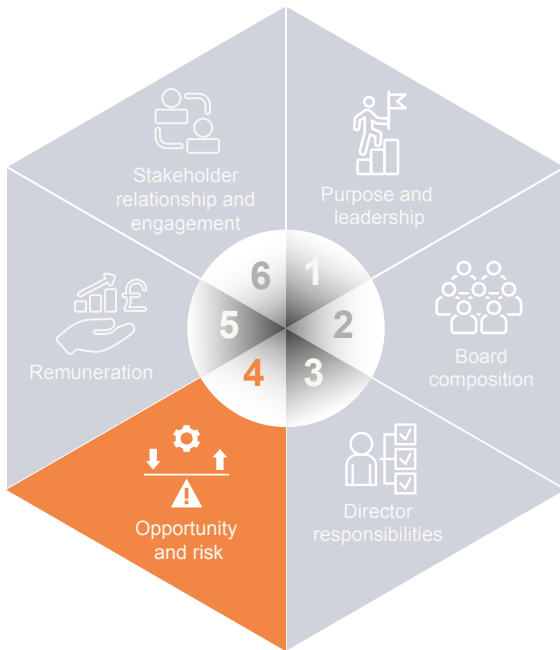 Stakeholder
relationship and
engagement
Purpose and
leadership
6
1
5
2
4
3
£
Remuneration
Board
composition
!
Opportunity
and risk
Director
responsibilities